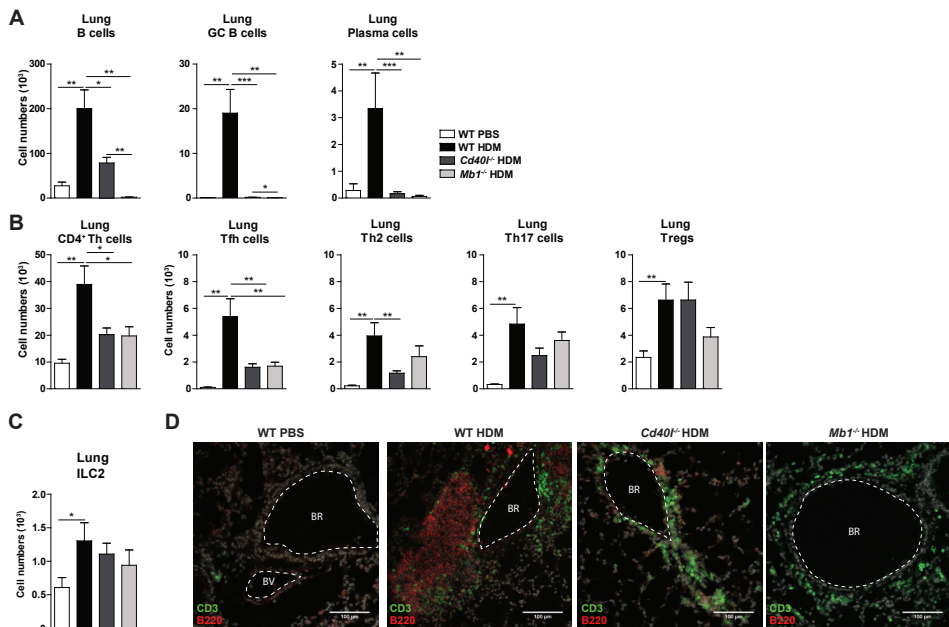 A
Lung
B cells
Lung
GC B cells
Lung
Plasma cells
Cell numbers (10³)
300
200
100
0
** * **
**
30
20
10
0
** *** **
*
5
4
3
2
1
0
** *** **
WT PBS
WT HDM
Cd40l-/- HDM
Mb1-/- HDM
B
Lung
CD4+ Th cells
Lung
Tfh cells
Lung
Th2 cells
Lung
Th17 cells
Lung
Tregs
Cell numbers (10³)
50
40
30
20
10
0
** * *
Cell numbers (10³)
8
6
4
2
0
** ** **
8
6
4
2
0
** **
8
6
4
2
0
**
10
8
6
4
2
0
**
C
Lung
ILC2
Cell numbers (10³)
2.0
1.5
1.0
0.5
*
D
WT PBS
WT HDM
Cd40l-/- HDM
Mb1-/- HDM
BR
BV
CD3
B220
100 µm
BR
CD3
B220
100 µm
BR
CD3
B220
100 µm
BR
CD3
B220
100 µm